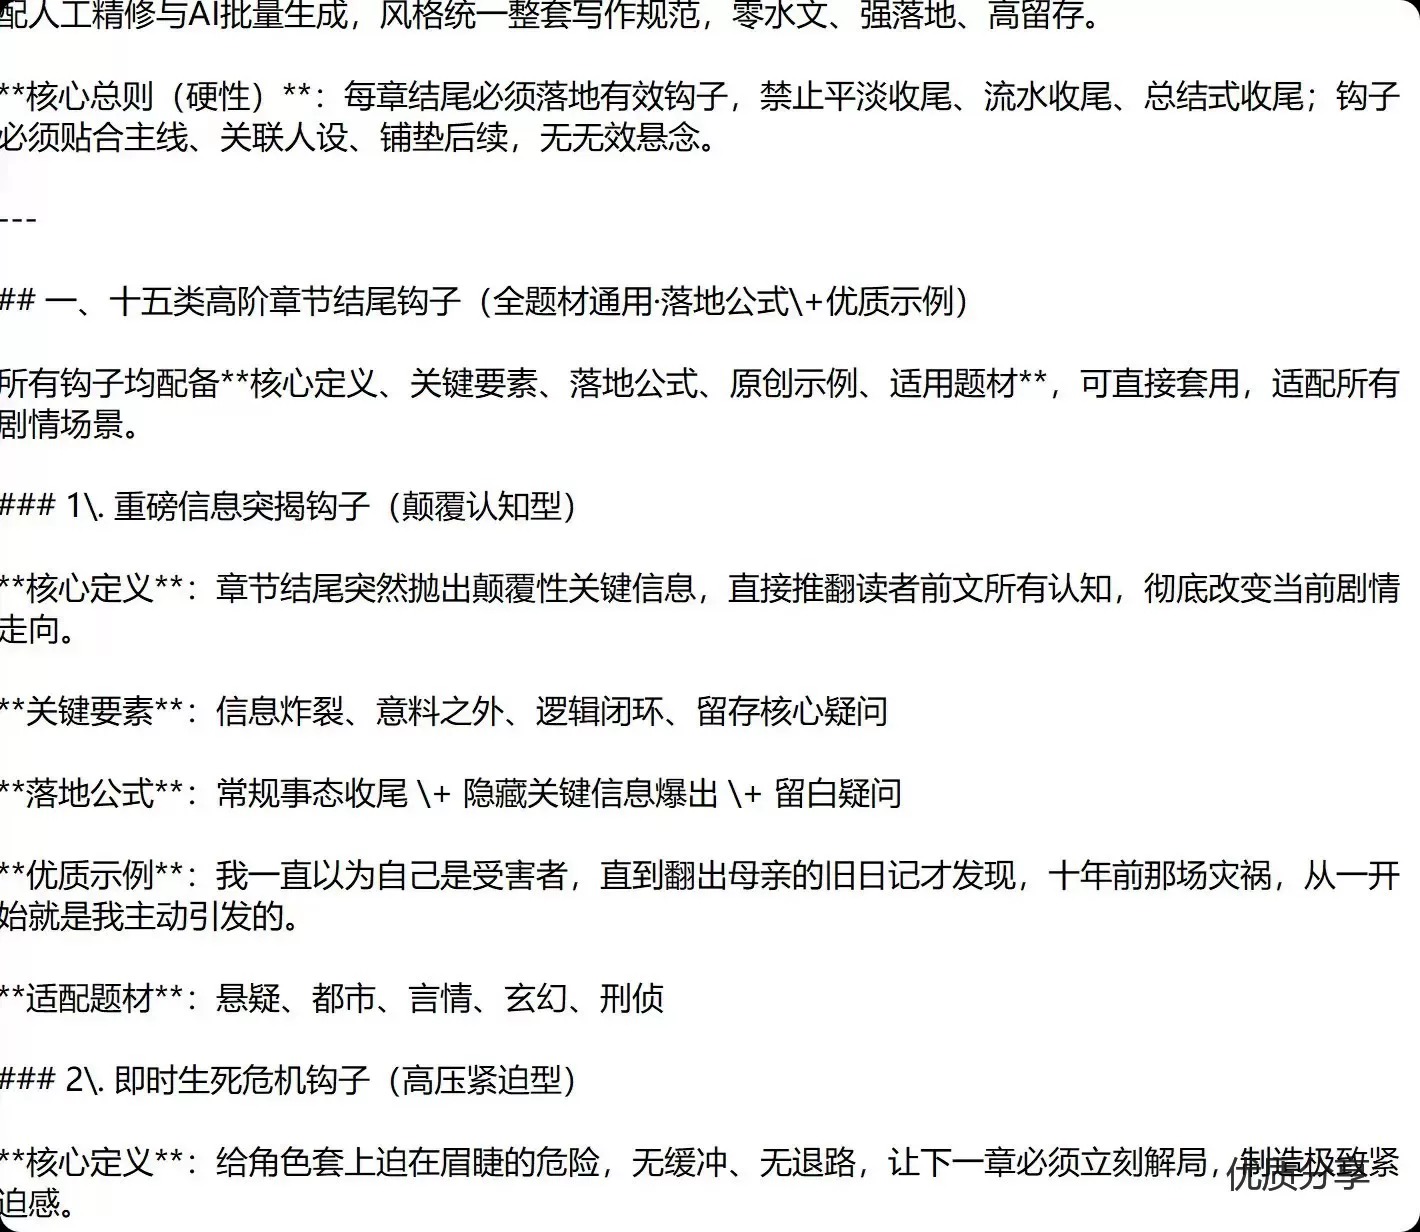 配人工精修与AI批量生成，风格统一整套写作规范，零水文、强落地、高留存。
**核心总则（硬性）**：每章结尾必须落地有效钩子，禁止平淡收尾、流水收尾、总结式收尾；钩子
必须贴合主线、关联人设、铺垫后续，无无效悬念。
---
## 一、十五类高阶章节结尾钩子（全题材通用·落地公式\+优质示例）
所有钩子均配备**核心定义、关键要素、落地公式、原创示例、适用题材**，可直接套用，适配所有
剧情场景。
### 1\. 重磅信息突揭钩子（颠覆认知型）
**核心定义**：章节结尾突然抛出颠覆性关键信息，直接推翻读者前文所有认知，彻底改变当前剧情
走向。
**关键要素**：信息炸裂、意料之外、逻辑闭环、留存核心疑问
**落地公式**：常规事态收尾 \+ 隐藏关键信息爆出 \+ 留白疑问
**优质示例**：我一直以为自己是受害者，直到翻出母亲的旧日记才发现，十年前那场灾祸，从一开
始就是我主动引发的。
**适配题材**：悬疑、都市、言情、玄幻、刑侦
### 2\. 即时生死危机钩子（高压紧迫型）
**核心定义**：给角色套上迫在眉睫的危险，无缓冲、无退路，让下一章必须立刻解局，制造极致紧
迫感。
优质分享